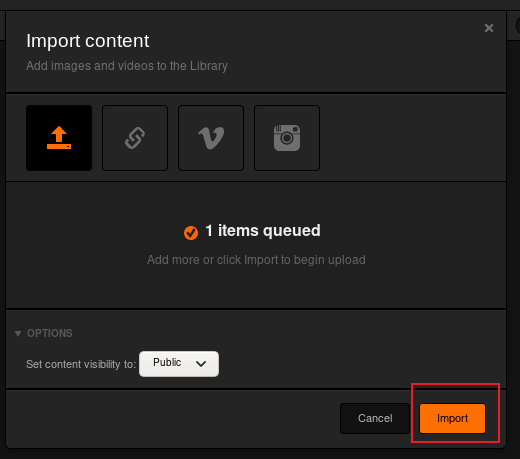 Import content
Add images and videos to the Library
1 items queued
Add more or click Import to begin upload
OPTIONS
Set content visibility to: Public
Cancel Import